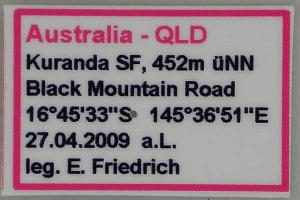 Australia - QLD
Kuranda SF, 452m üNN
Black Mountain Road
16°45'33"S 145°36'51"E
27.04.2009 a.L.
leg. E. Friedrich